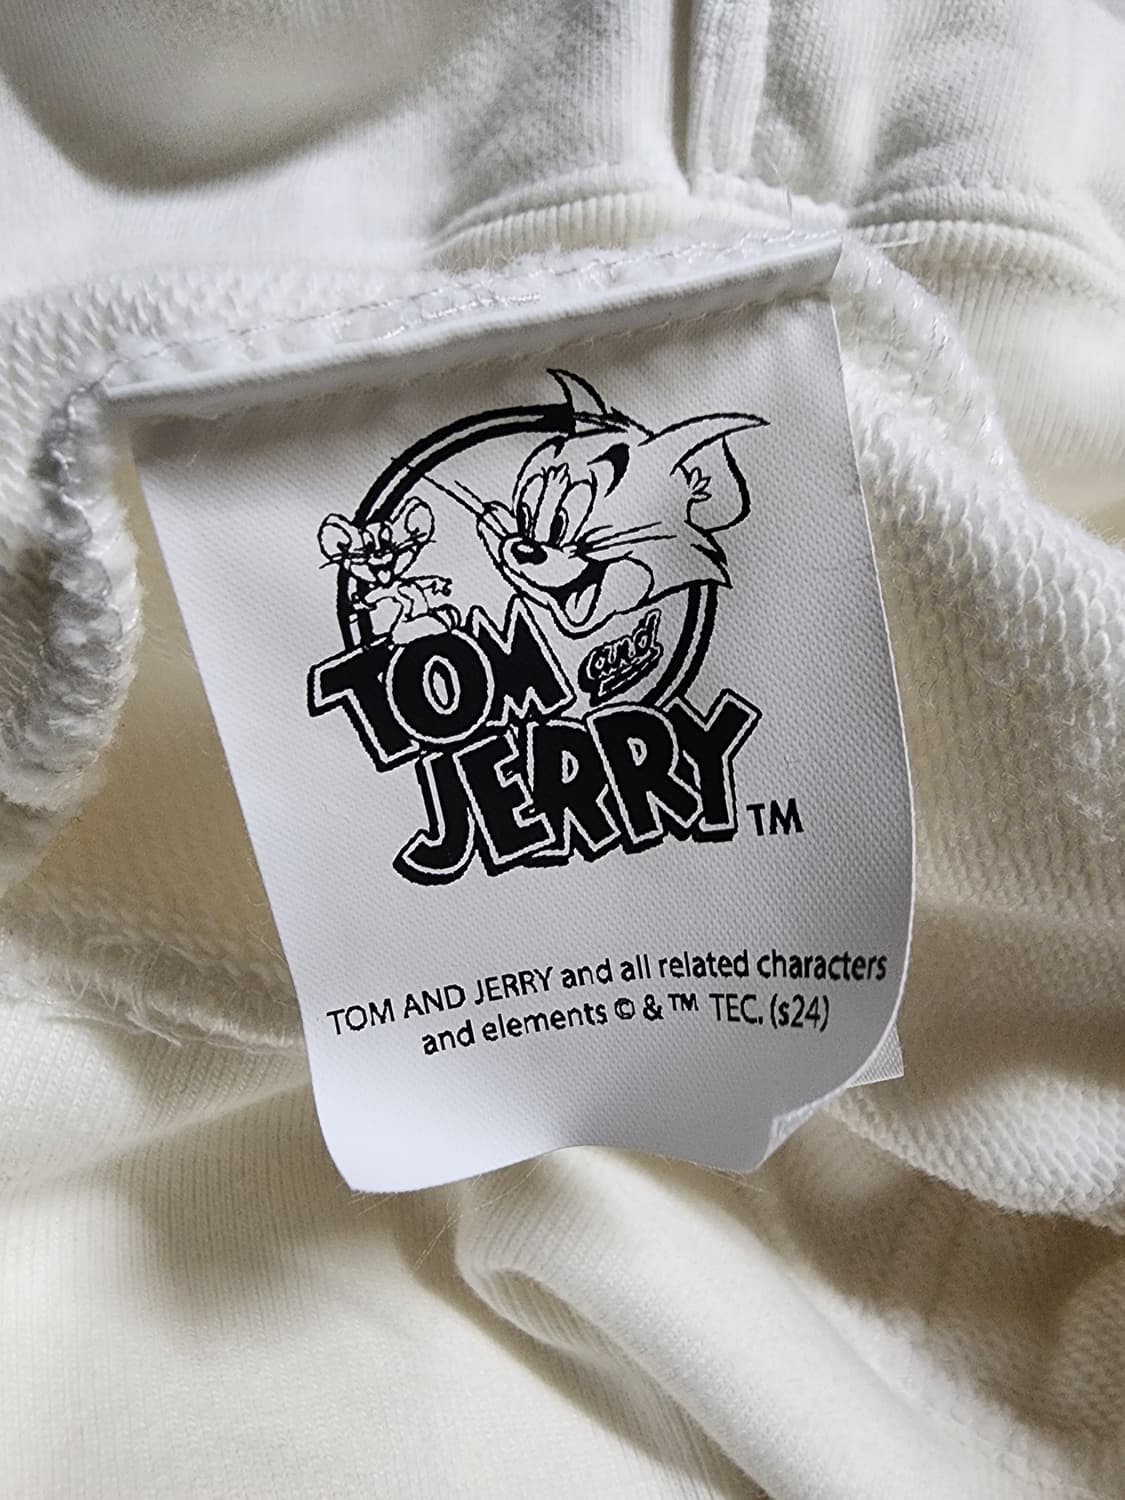 TOM and
JERRY TM
TOM AND JERRY and all related characters
and elements © & ™ TEC. (s24)